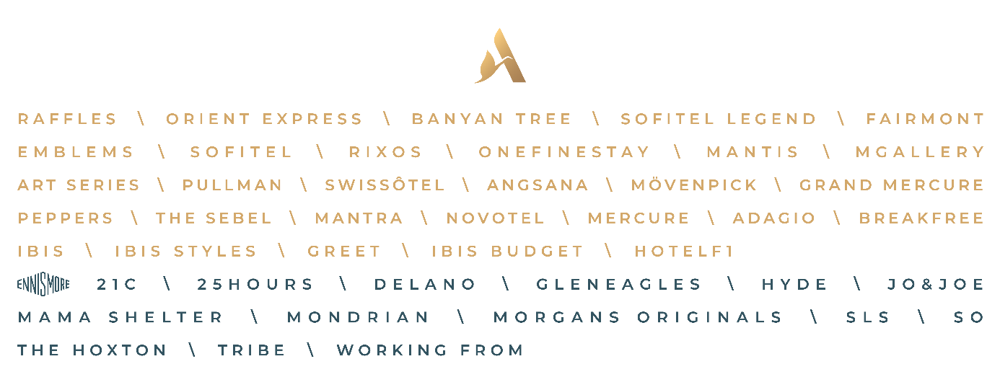 RAFFLES \ ORIENT EXPRESS \ BANYAN TREE \ SOFITEL LEGEND \ FAIRMONT
EMBLEMS \ SOFITEL \ RIXOS \ ONEFINESTAY \ MANTIS \ MGALLERY
ART SERIES \ PULLMAN \ SWISSÔTEL \ ANGSANA \ MÖVENPICK \ GRAND MERCURE
PEPPERS \ THE SEBEL \ MANTRA \ NOVOTEL \ MERCURE \ ADAGIO \ BREAKFREE
IBIS \ IBIS STYLES \ GREET \ IBIS BUDGET \ HOTELF1
ENNISMORE 21C \ 25HOURS \ DELANO \ GLENEAGLES \ HYDE \ JO&JOE
MAMA SHELTER \ MONDRIAN \ MORGANS ORIGINALS \ SLS \ SO
THE HOXTON \ TRIBE \ WORKING FROM